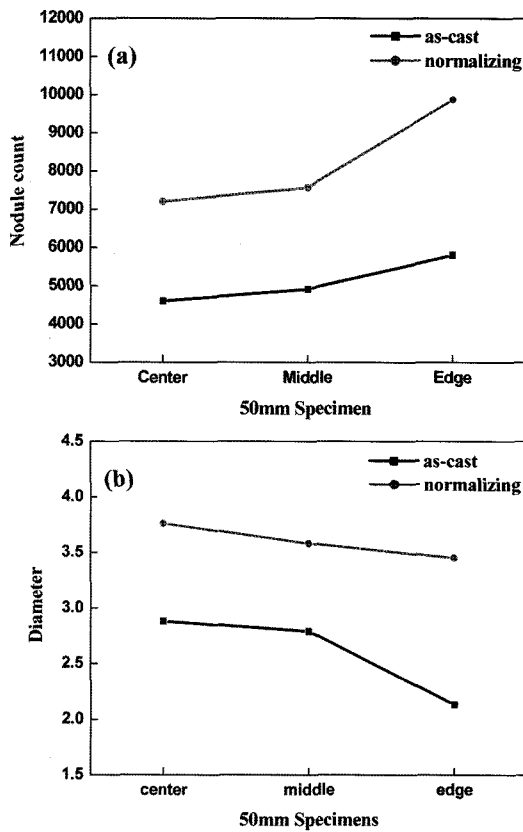 12000
11000
10000
9000
8000
7000
6000
5000
4000
3000
Nodule count
(a)
as-cast
normalizing
Center Middle Edge
50mm Specimen
4.5
4.0
3.5
3.0
2.5
2.0
1.5
Diameter
(b)
as-cast
normalizing
center middle edge
50mm Specimens